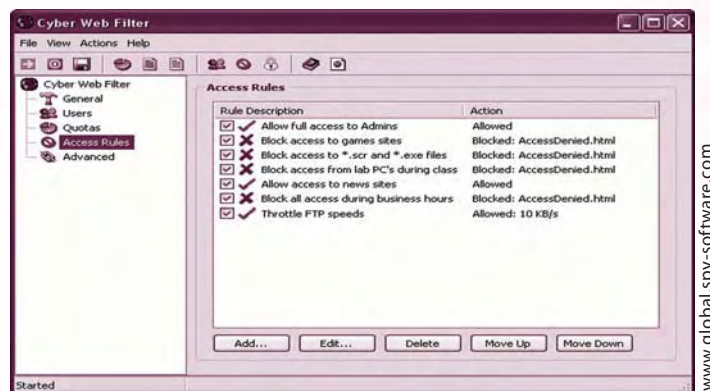 Cyber Web Filter
File View Actions Help
Cyber Web Filter
General
Users
Quotas
Access Rules
Advanced
Access Rules
Rule Description Action
Allow full access to Admins Allowed
Block access to games sites Blocked: AccessDenied.html
Block access to *.scr and *.exe files Blocked: AccessDenied.html
Block access from lab PC's during class Blocked: AccessDenied.html
Allow access to news sites Allowed
Block all access during business hours Blocked: AccessDenied.html
Throttle FTP speeds Allowed: 10 KB/s
Add... Edit... Delete Move Up Move Down
Started
www.global.spy-software.com